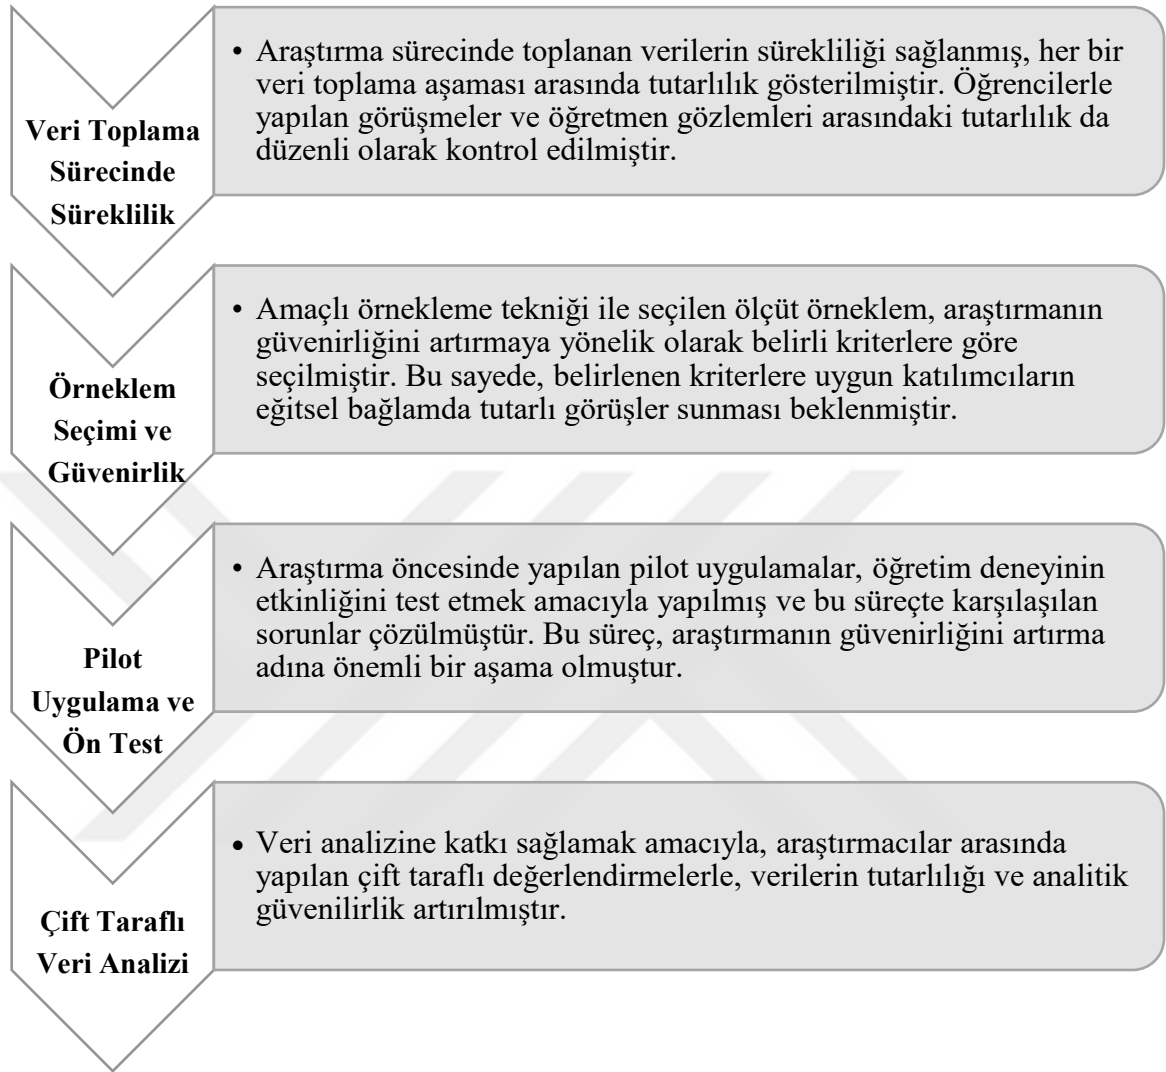 Veri Toplama
Sürecinde
Süreklilik
• Araştırma sürecinde toplanan verilerin sürekliliği sağlanmış, her bir
veri toplama aşaması arasında tutarlılık gösterilmiştir. Öğrencilerle
yapılan görüşmeler ve öğretmen gözlemleri arasındaki tutarlılık da
düzenli olarak kontrol edilmiştir.
Örneklem
Seçimi ve
Güvenirlik
• Amaçlı örnekleme tekniği ile seçilen ölçüt örneklem, araştırmanın
güvenirliğini artırmaya yönelik olarak belirli kriterlere göre
seçilmiştir. Bu sayede, belirlenen kriterlere uygun katılımcıların
eğitsel bağlamda tutarlı görüşler sunması beklenmiştir.
Pilot
Uygulama ve
Ön Test
• Araştırma öncesinde yapılan pilot uygulamalar, öğretim deneyinin
etkinliğini test etmek amacıyla yapılmış ve bu süreçte karşılaşılan
sorunlar çözülmüştür. Bu süreç, araştırmanın güvenirliğini artırma
adına önemli bir aşama olmuştur.
Çift Taraflı
Veri Analizi
• Veri analizine katkı sağlamak amacıyla, araştırmacılar arasında
yapılan çift taraflı değerlendirmelerle, verilerin tutarlılığı ve analitik
güvenilirlik artırılmıştır.